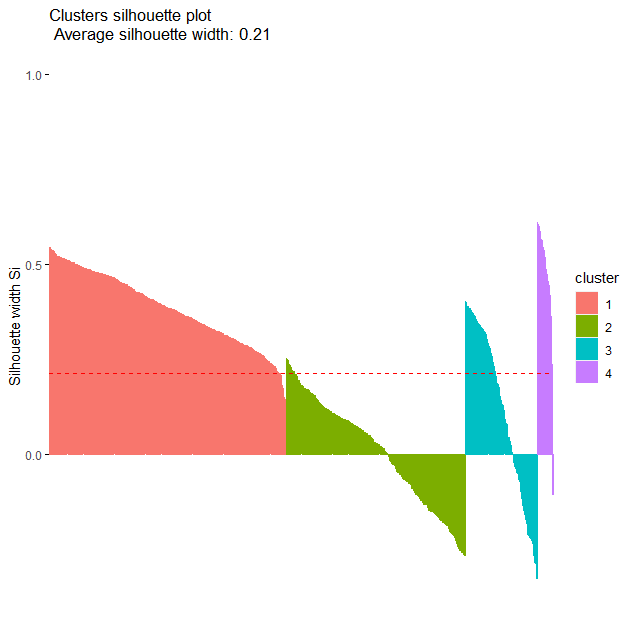 Clusters silhouette plot
Average silhouette width: 0.21
1.0
0.5
0.0
Silhouette width Si
cluster
1
2
3
4